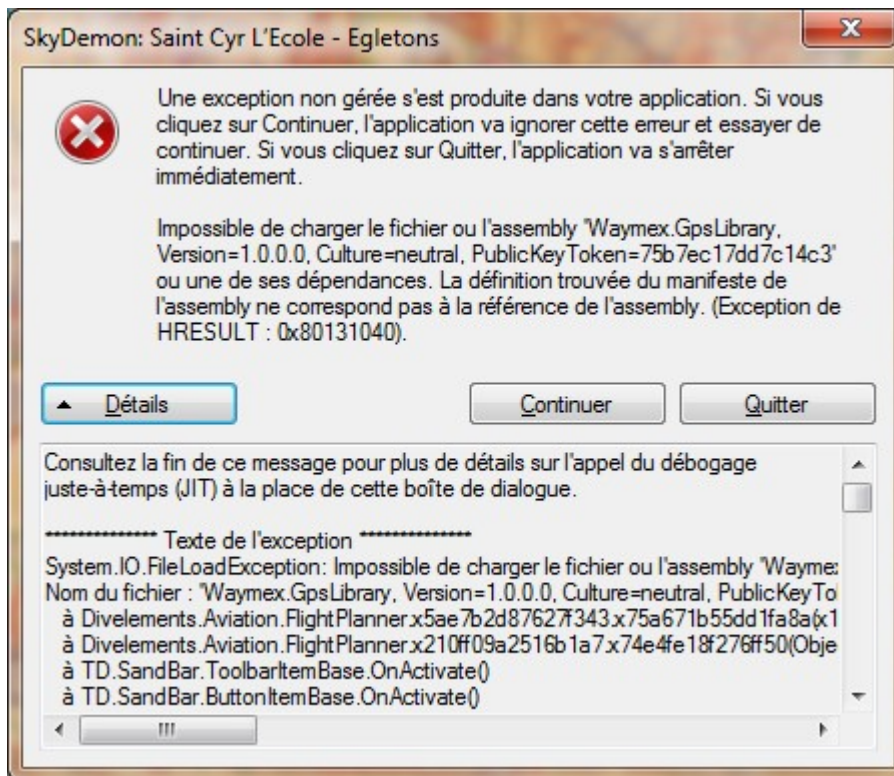 SkyDemon: Saint Cyr L'Ecole - Egletons
Une exception non gérée s'est produite dans votre application. Si vous
cliquez sur Continuer, l'application va ignorer cette erreur et essayer de
continuer. Si vous cliquez sur Quitter, l'application va s'arrêter
immédiatement.
Impossible de charger le fichier ou l'assembly 'Waymex.GpsLibrary,
Version=1.0.0.0, Culture=neutral, PublicKeyToken=75b7ec17dd7c14c3'
ou une de ses dépendances. La définition trouvée du manifeste de
l'assembly ne correspond pas à la référence de l'assembly. (Exception de
HRESULT : 0x80131040).
Détails
Continuer
Quitter
Consultez la fin de ce message pour plus de détails sur l'appel du débogage
juste-à-temps (JIT) à la place de cette boîte de dialogue.
************** Texte de l'exception **************
System.IO.FileLoadException: Impossible de charger le fichier ou l'assembly 'Waymex
Nom du fichier : 'Waymex.GpsLibrary, Version=1.0.0.0, Culture=neutral, PublicKeyTo
à Divelements.Aviation.FlightPlanner.x5ae7b2d87627f343.x75a671b55dd1fa8a(x1
à Divelements.Aviation.FlightPlanner.x210ff09a2516b1a7.x74e4fe18f276ff50(Obje
à TD.SandBar.ToolbarItemBase.OnActivate()
à TD.SandBar.ButtonItemBase.OnActivate()